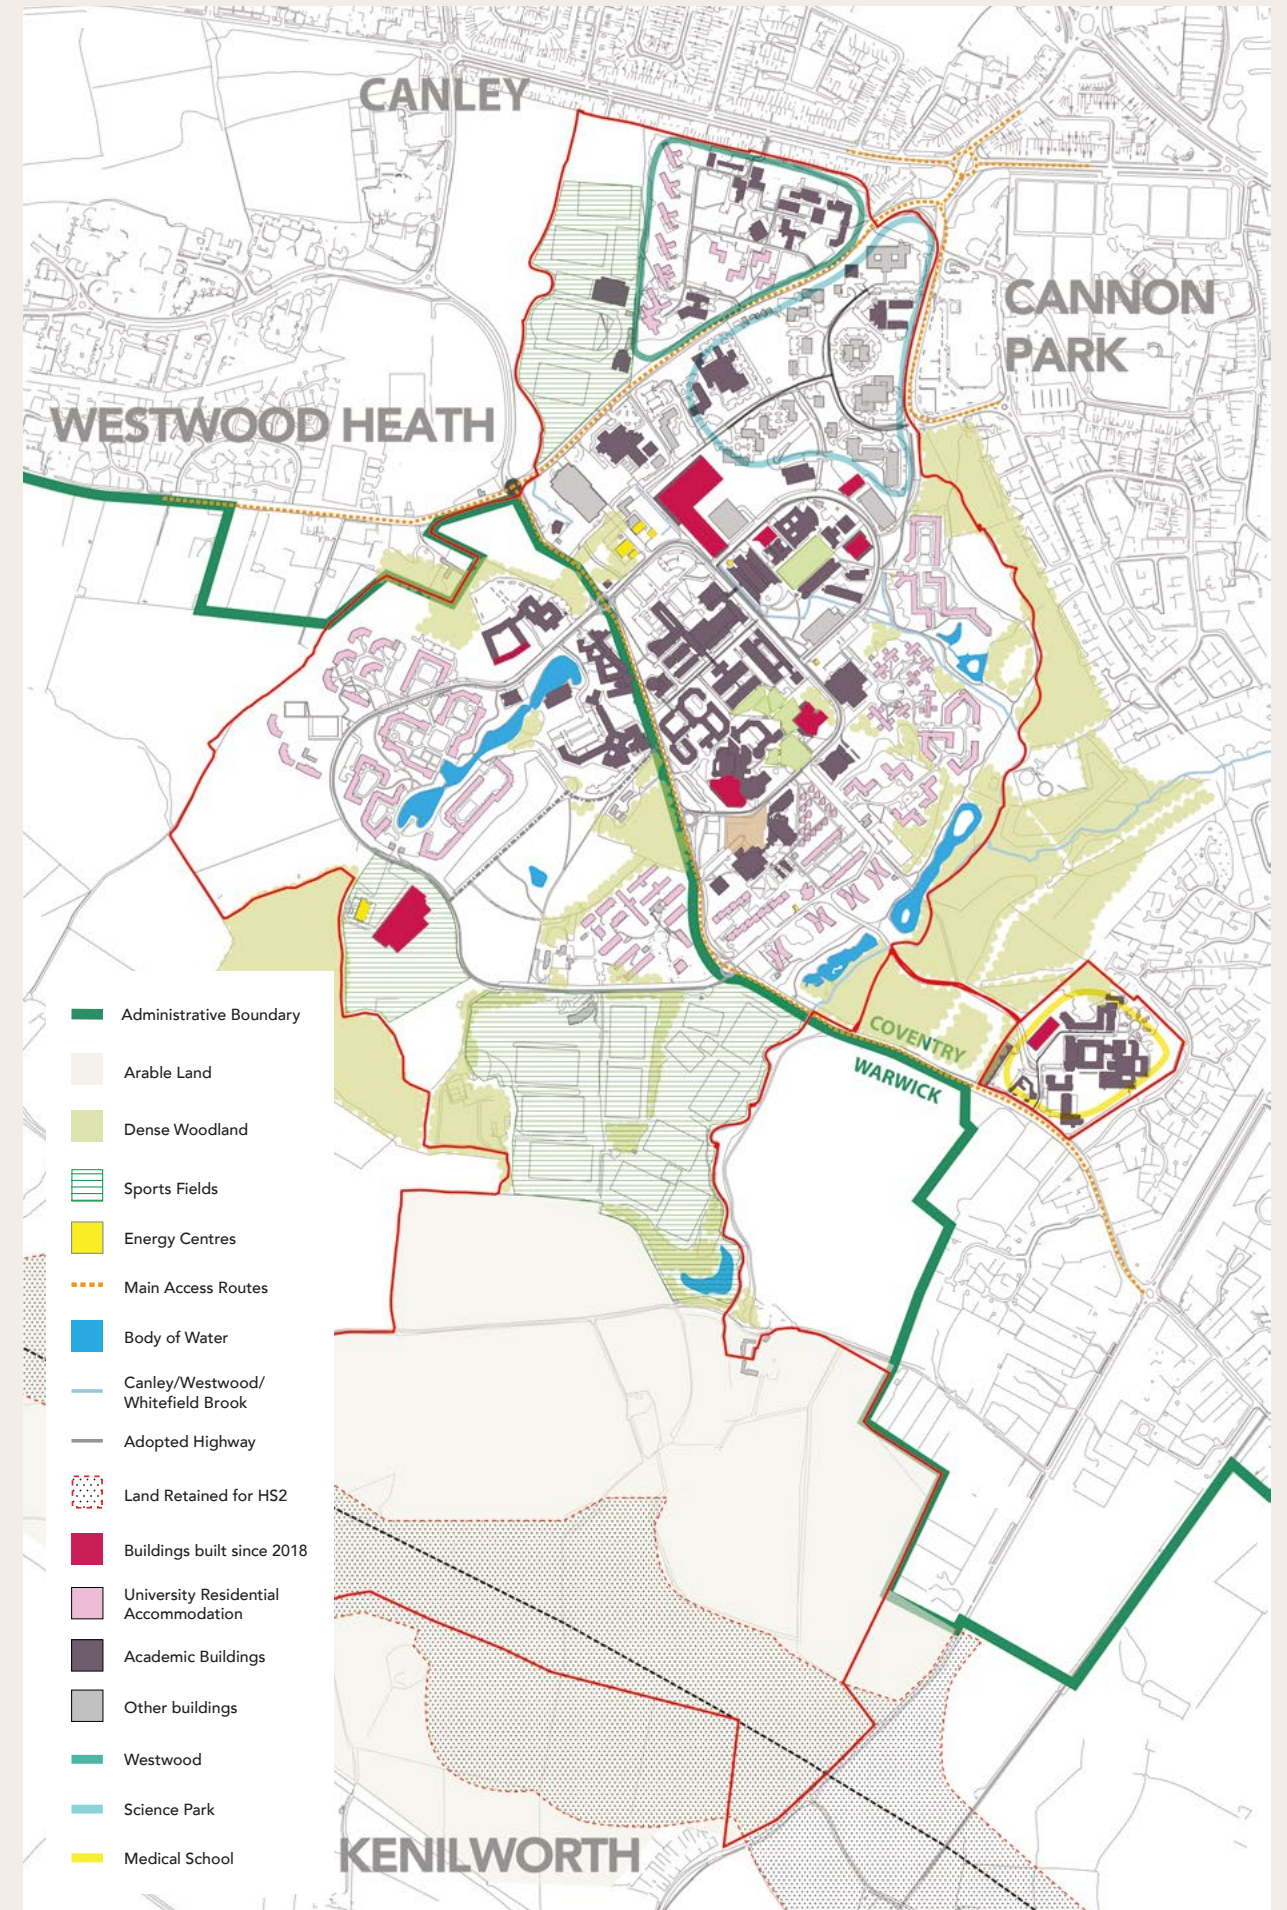 CANLEY
CANNON
PARK
WESTWOOD HEATH
COVENTRY
WARWICK
Administrative Boundary
Arable Land
Dense Woodland
Sports Fields
Energy Centres
Main Access Routes
Body of Water
Canley/Westwood/
Whitefield Brook
Adopted Highway
Land Retained for HS2
Buildings built since 2018
University Residential
Accommodation
Academic Buildings
Other buildings
Westwood
Science Park
Medical School
KENILWORTH